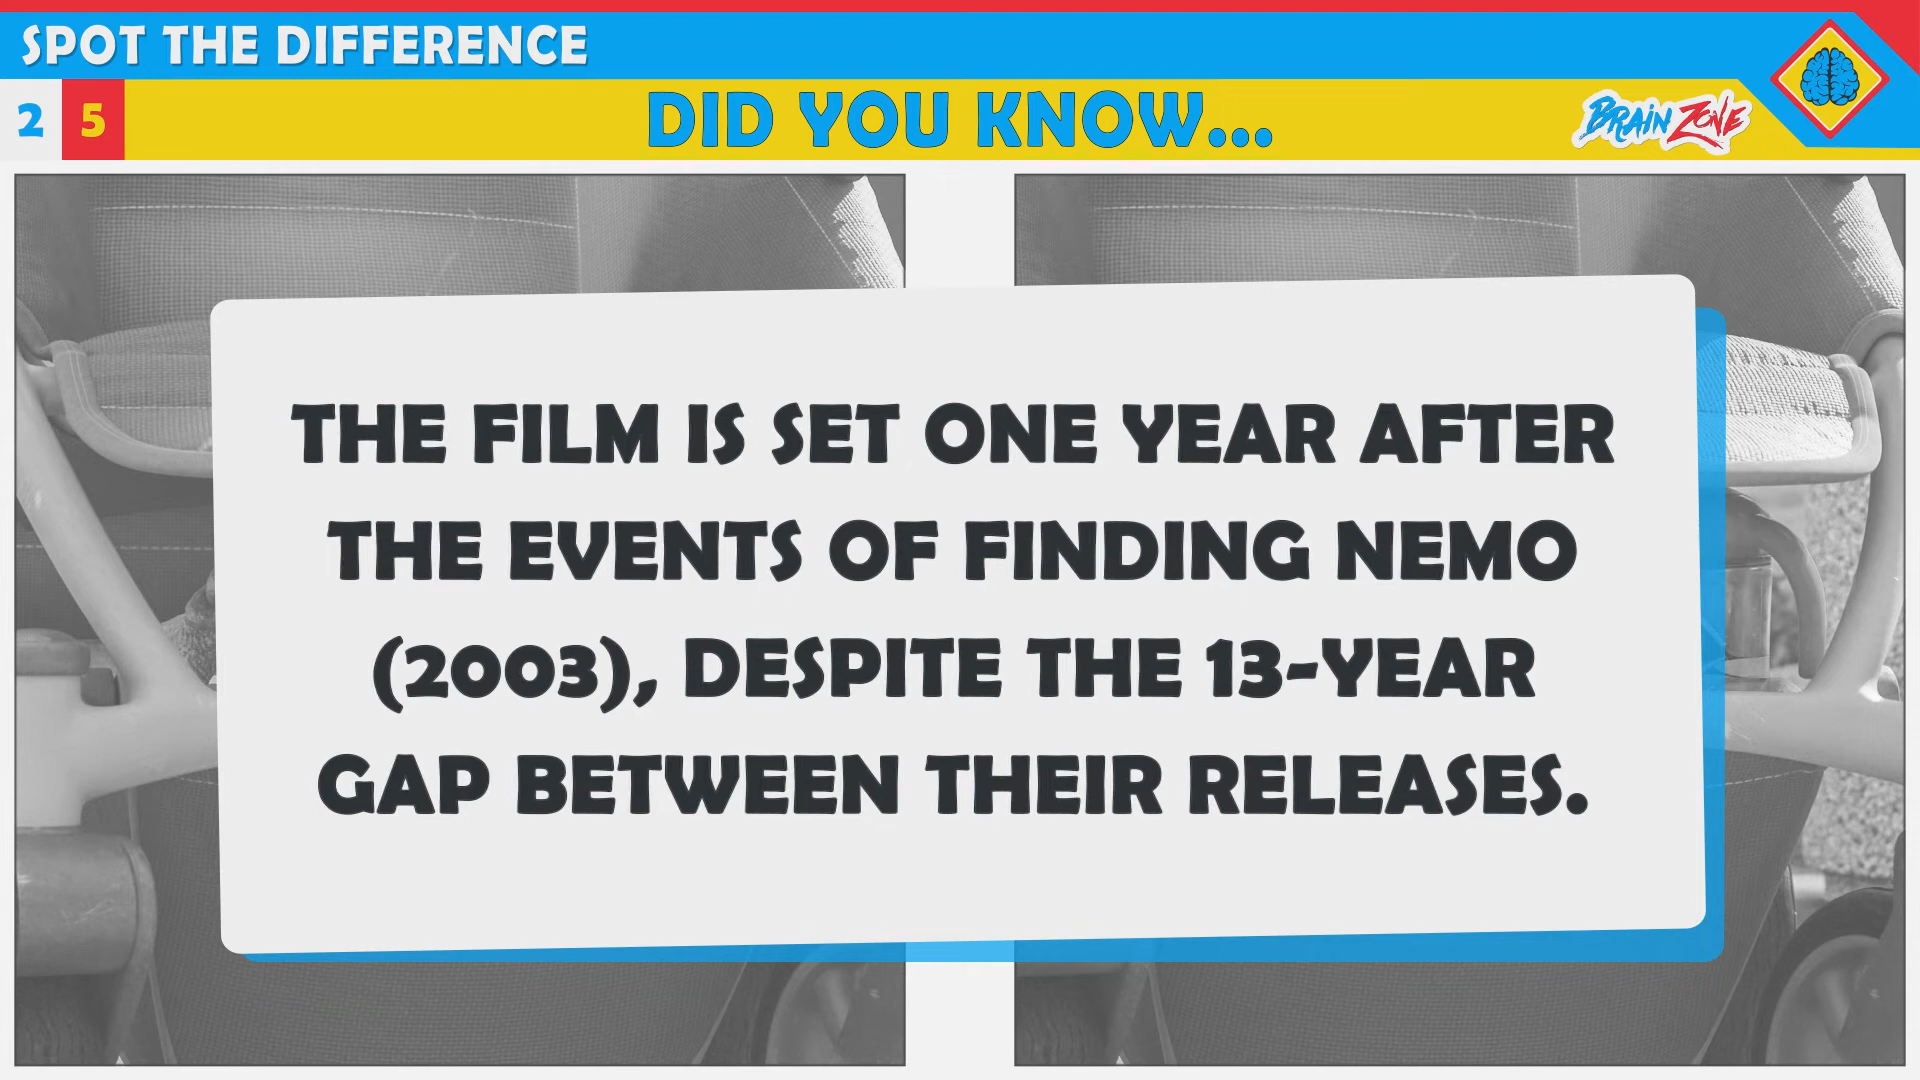 SPOT THE DIFFERENCE
2 5
DID YOU KNOW...
BRAIN ZONE
THE FILM IS SET ONE YEAR AFTER
THE EVENTS OF FINDING NEMO
(2003), DESPITE THE 13-YEAR
GAP BETWEEN THEIR RELEASES.